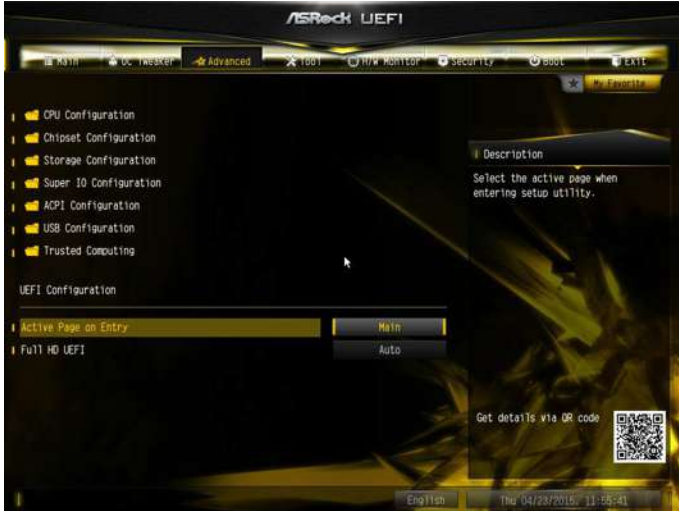 ASRock UEFI
Main OC Tweaker Advanced Tool H/W Monitor Security Boot Exit
My Favorite
CPU Configuration
Chipset Configuration
Storage Configuration
Super IO Configuration
ACPI Configuration
USB Configuration
Trusted Computing
UEFI Configuration
Active Page on Entry Main
Full HD UEFI Auto
Description
Select the active page when
entering setup utility.
Get details via QR code
English Thu 04/23/2015, 11:55:41